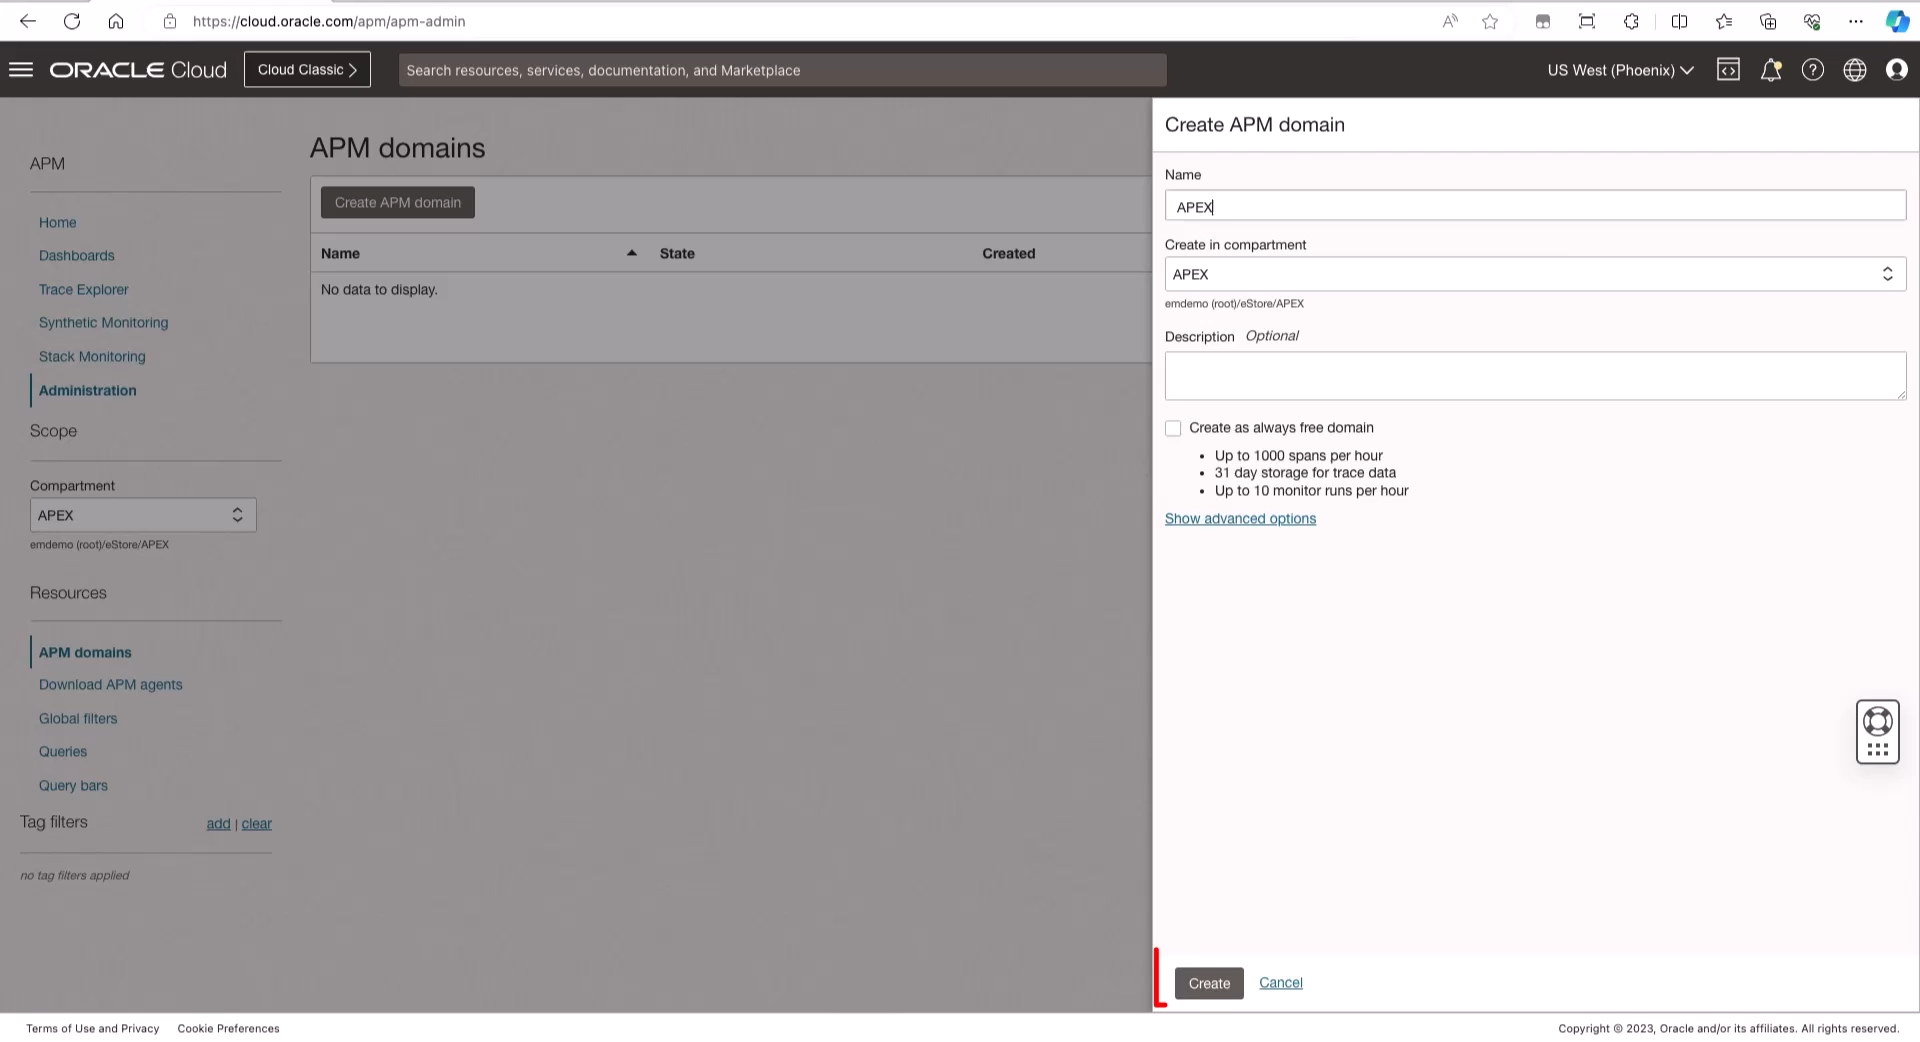 https://cloud.oracle.com/apm/apm-admin
ORACLE Cloud
Cloud Classic
Search resources, services, documentation, and Marketplace
US West (Phoenix)
APM
Home
Dashboards
Trace Explorer
Synthetic Monitoring
Stack Monitoring
Administration
Scope
Compartment
APEX
emdemo (root)/eStore/APEX
Resources
APM domains
Download APM agents
Global filters
Queries
Query bars
Tag filters add | clear
no tag filters applied
APM domains
Create APM domain
Name State Created
No data to display.
Create APM domain
Name
APEX
Create in compartment
APEX
emdemo (root)/eStore/APEX
Description Optional
Create as always free domain
• Up to 1000 spans per hour
• 31 day storage for trace data
• Up to 10 monitor runs per hour
Show advanced options
Create Cancel
Terms of Use and Privacy Cookie Preferences
Copyright © 2023, Oracle and/or its affiliates. All rights reserved.